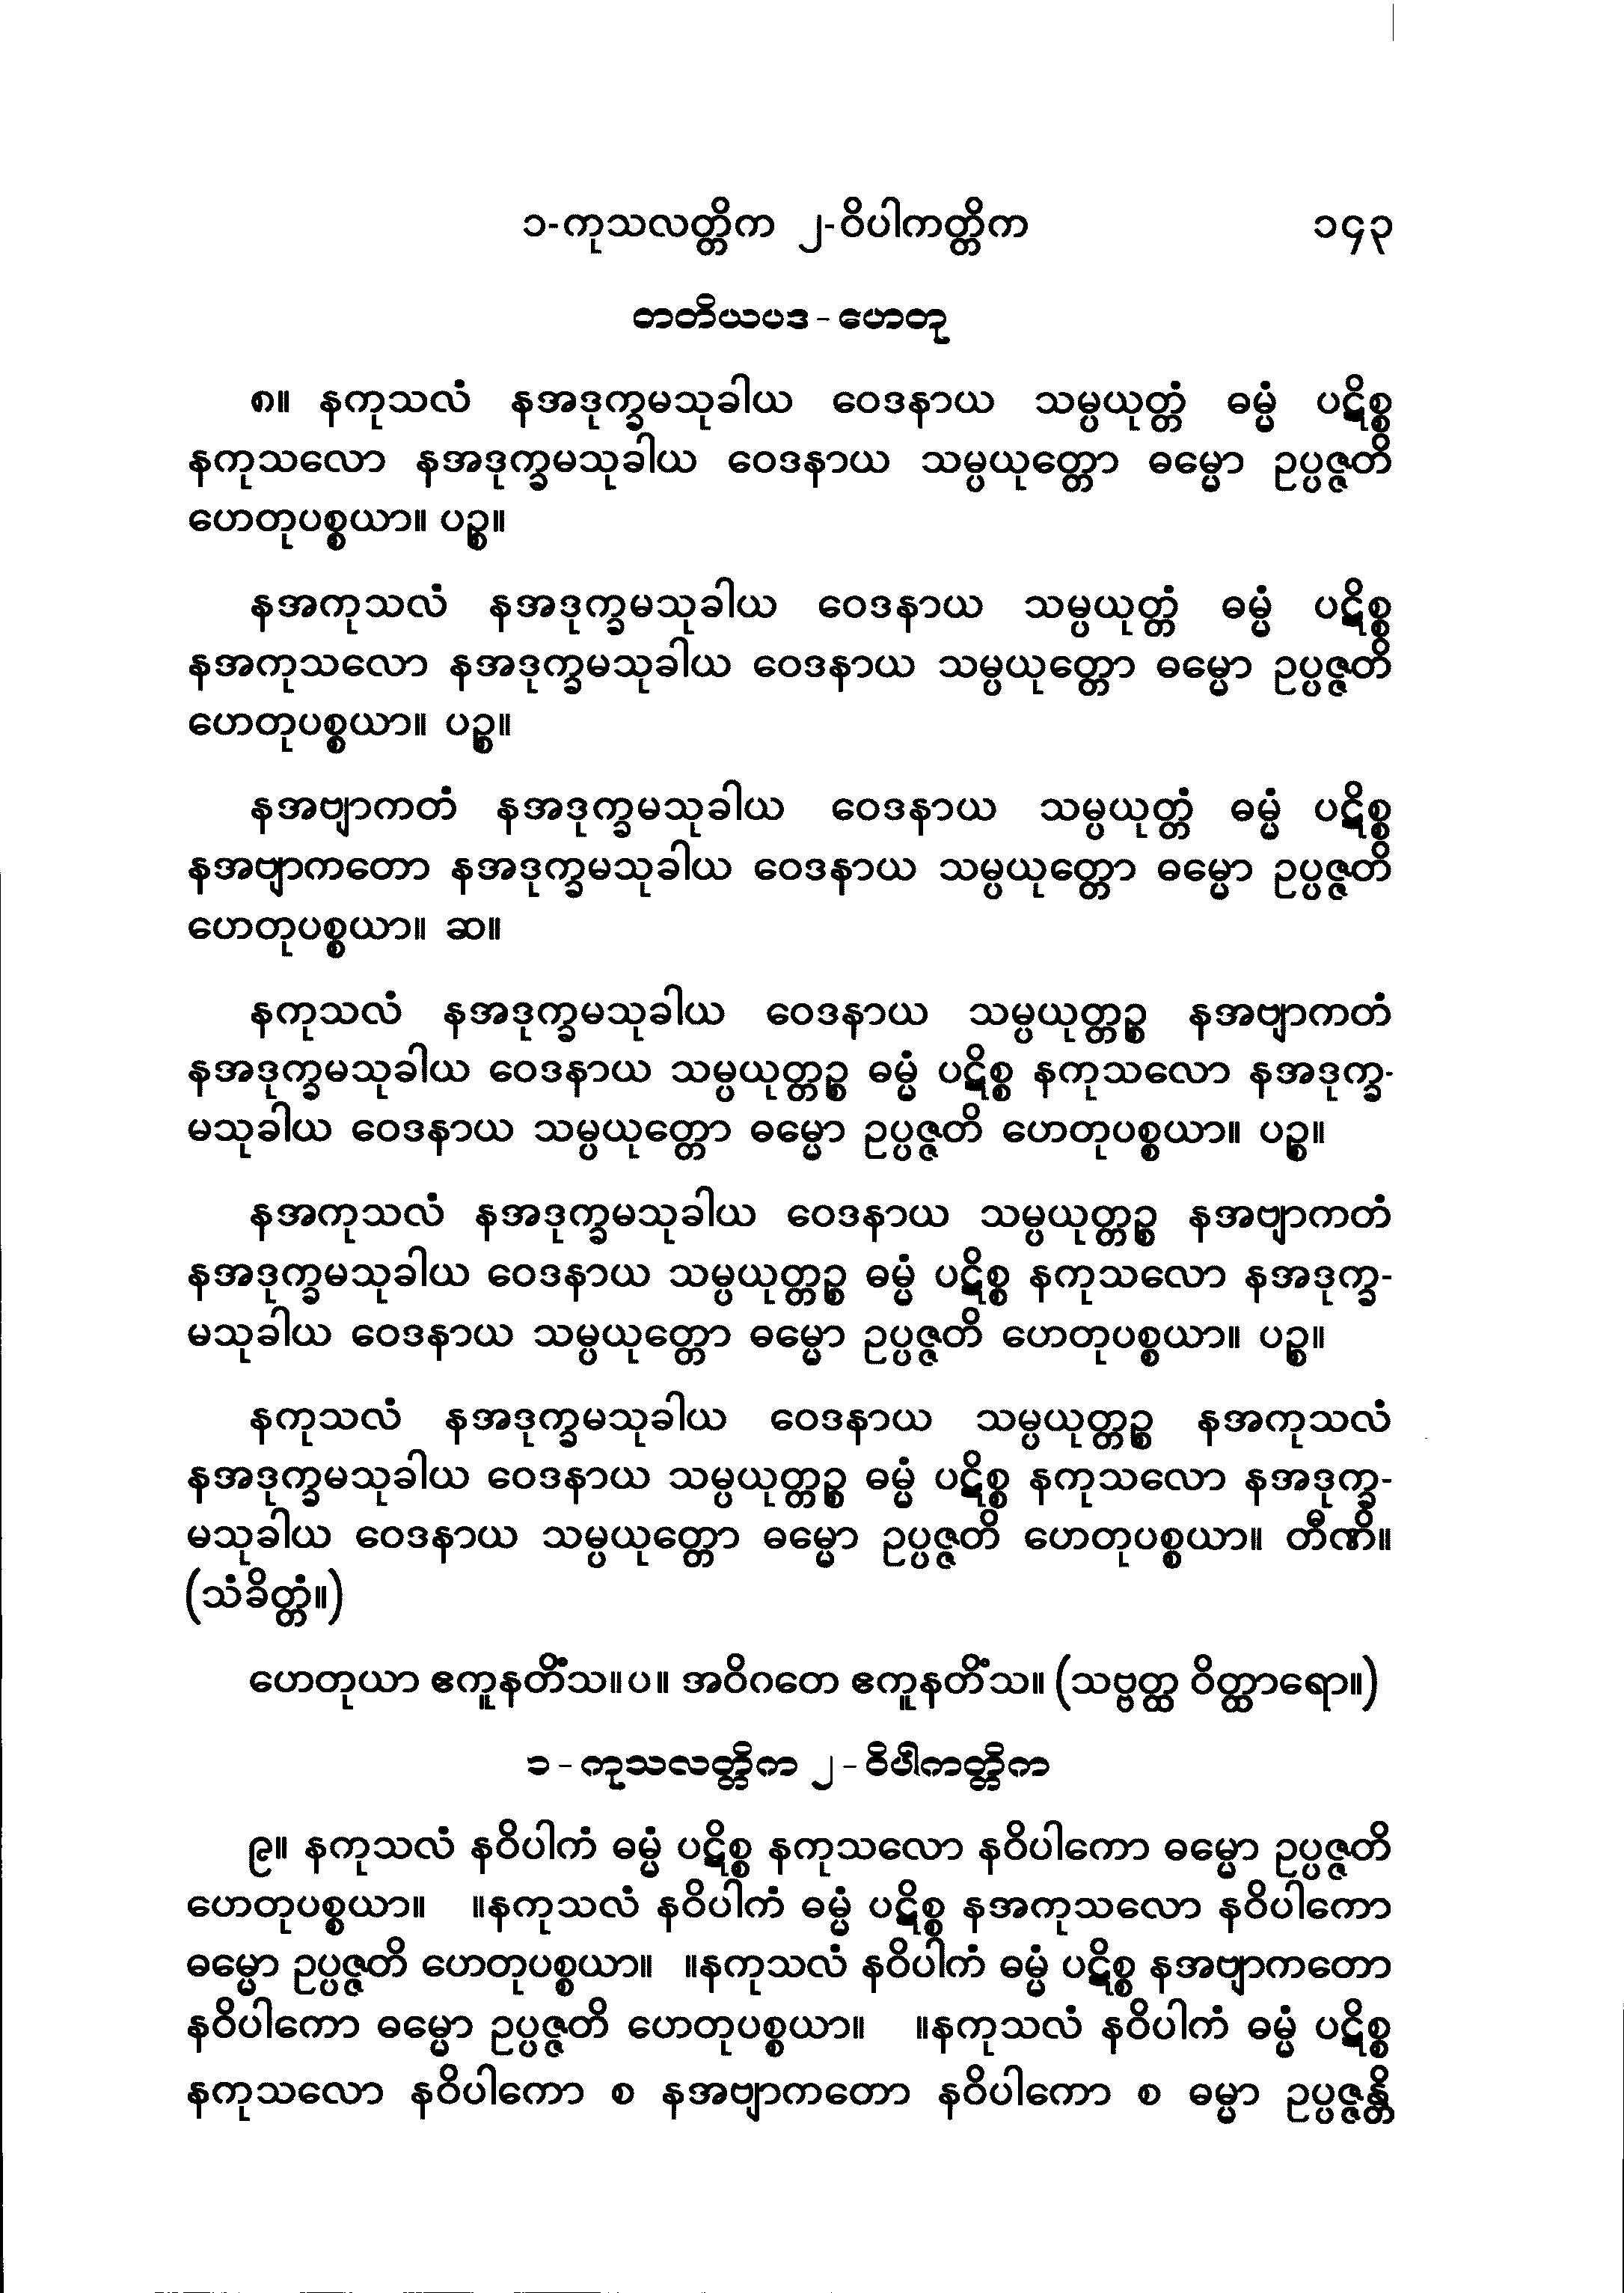 ၁-ကုသလတ္တိက ၂-ဝိပါကတ္တိက ၁၄၃
တတိယပဒ - ဟေတု
၈။ နကုသလံ နအဒုက္ခမသုခါယ ဝေဒနာယ သမ္ပယုတ္တံ ဓမ္မံ ပဋိစ္စ
နကုသလော နအဒုက္ခမသုခါယ ဝေဒနာယ သမ္ပယုတ္တော ဓမ္မော ဥပ္ပဇ္ဇတိ
ဟေတုပစ္စယာ။ ပဉ္စ။
နအကုသလံ နအဒုက္ခမသုခါယ ဝေဒနာယ သမ္ပယုတ္တံ ဓမ္မံ ပဋိစ္စ
နအကုသလော နအဒုက္ခမသုခါယ ဝေဒနာယ သမ္ပယုတ္တော ဓမ္မော ဥပ္ပဇ္ဇတိ
ဟေတုပစ္စယာ။ ပဉ္စ။
နအဗျာကတံ နအဒုက္ခမသုခါယ ဝေဒနာယ သမ္ပယုတ္တံ ဓမ္မံ ပဋိစ္စ
နအဗျာကတော နအဒုက္ခမသုခါယ ဝေဒနာယ သမ္ပယုတ္တော ဓမ္မော ဥပ္ပဇ္ဇတိ
ဟေတုပစ္စယာ။ ဆ။
နကုသလံ နအဒုက္ခမသုခါယ ဝေဒနာယ သမ္ပယုတ္တဉ္စ နအဗျာကတံ
နအဒုက္ခမသုခါယ ဝေဒနာယ သမ္ပယုတ္တဉ္စ ဓမ္မံ ပဋိစ္စ နကုသလော နအဒုက္ခ-
မသုခါယ ဝေဒနာယ သမ္ပယုတ္တော ဓမ္မော ဥပ္ပဇ္ဇတိ ဟေတုပစ္စယာ။ ပဉ္စ။
နအကုသလံ နအဒုက္ခမသုခါယ ဝေဒနာယ သမ္ပယုတ္တဉ္စ နအဗျာကတံ
နအဒုက္ခမသုခါယ ဝေဒနာယ သမ္ပယုတ္တဉ္စ ဓမ္မံ ပဋိစ္စ နကုသလော နအဒုက္ခ-
မသုခါယ ဝေဒနာယ သမ္ပယုတ္တော ဓမ္မော ဥပ္ပဇ္ဇတိ ဟေတုပစ္စယာ။ ပဉ္စ။
နကုသလံ နအဒုက္ခမသုခါယ ဝေဒနာယ သမ္ပယုတ္တဉ္စ နအကုသလံ
နအဒုက္ခမသုခါယ ဝေဒနာယ သမ္ပယုတ္တဉ္စ ဓမ္မံ ပဋိစ္စ နကုသလော နအဒုက္ခ-
မသုခါယ ဝေဒနာယ သမ္ပယုတ္တော ဓမ္မော ဥပ္ပဇ္ဇတိ ဟေတုပစ္စယာ။ တီဏိ။
(သံခိတ္တံ။)
ဟေတုယာ ဧကူနတိံသ။ပ။ အဝိဂတေ ဧကူနတိံသ။ (သဗ္ဗတ္ထ ဝိတ္ထာရော။)
၁ - ကုသလတ္တိက ၂ - ဝိပါကတ္တိက
၉။ နကုသလံ နဝိပါကံ ဓမ္မံ ပဋိစ္စ နကုသလော နဝိပါကော ဓမ္မော ဥပ္ပဇ္ဇတိ
ဟေတုပစ္စယာ။ ။နကုသလံ နဝိပါကံ ဓမ္မံ ပဋိစ္စ နအကုသလော နဝိပါကော
ဓမ္မော ဥပ္ပဇ္ဇတိ ဟေတုပစ္စယာ။ ။နကုသလံ နဝိပါကံ ဓမ္မံ ပဋိစ္စ နအဗျာကတော
နဝိပါကော ဓမ္မော ဥပ္ပဇ္ဇတိ ဟေတုပစ္စယာ။ ။နကုသလံ နဝိပါကံ ဓမ္မံ ပဋိစ္စ
နကုသလော နဝိပါကော စ နအဗျာကတော နဝိပါကော စ ဓမ္မာ ဥပ္ပဇ္ဇန္တိ